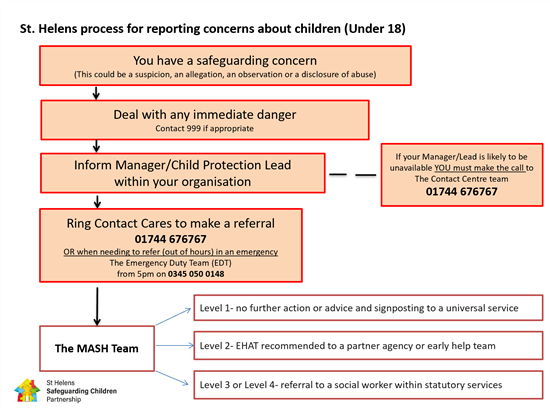 St. Helens process for reporting concerns about children (Under 18)
You have a safeguarding concern
(This could be a suspicion, an allegation, an observation or a disclosure of abuse)
Deal with any immediate danger
Contact 999 if appropriate
Inform Manager/Child Protection Lead
within your organisation
If your Manager/Lead is likely to be
unavailable YOU must make the call to
The Contact Centre team
01744 676767
Ring Contact Cares to make a referral
01744 676767
OR when needing to refer (out of hours) in an emergency
The Emergency Duty Team (EDT)
from 5pm on 0345 050 0148
The MASH Team
Level 1- no further action or advice and signposting to a universal service
Level 2- EHAT recommended to a partner agency or early help team
Level 3 or Level 4- referral to a social worker within statutory services
St Helens
Safeguarding Children
Partnership